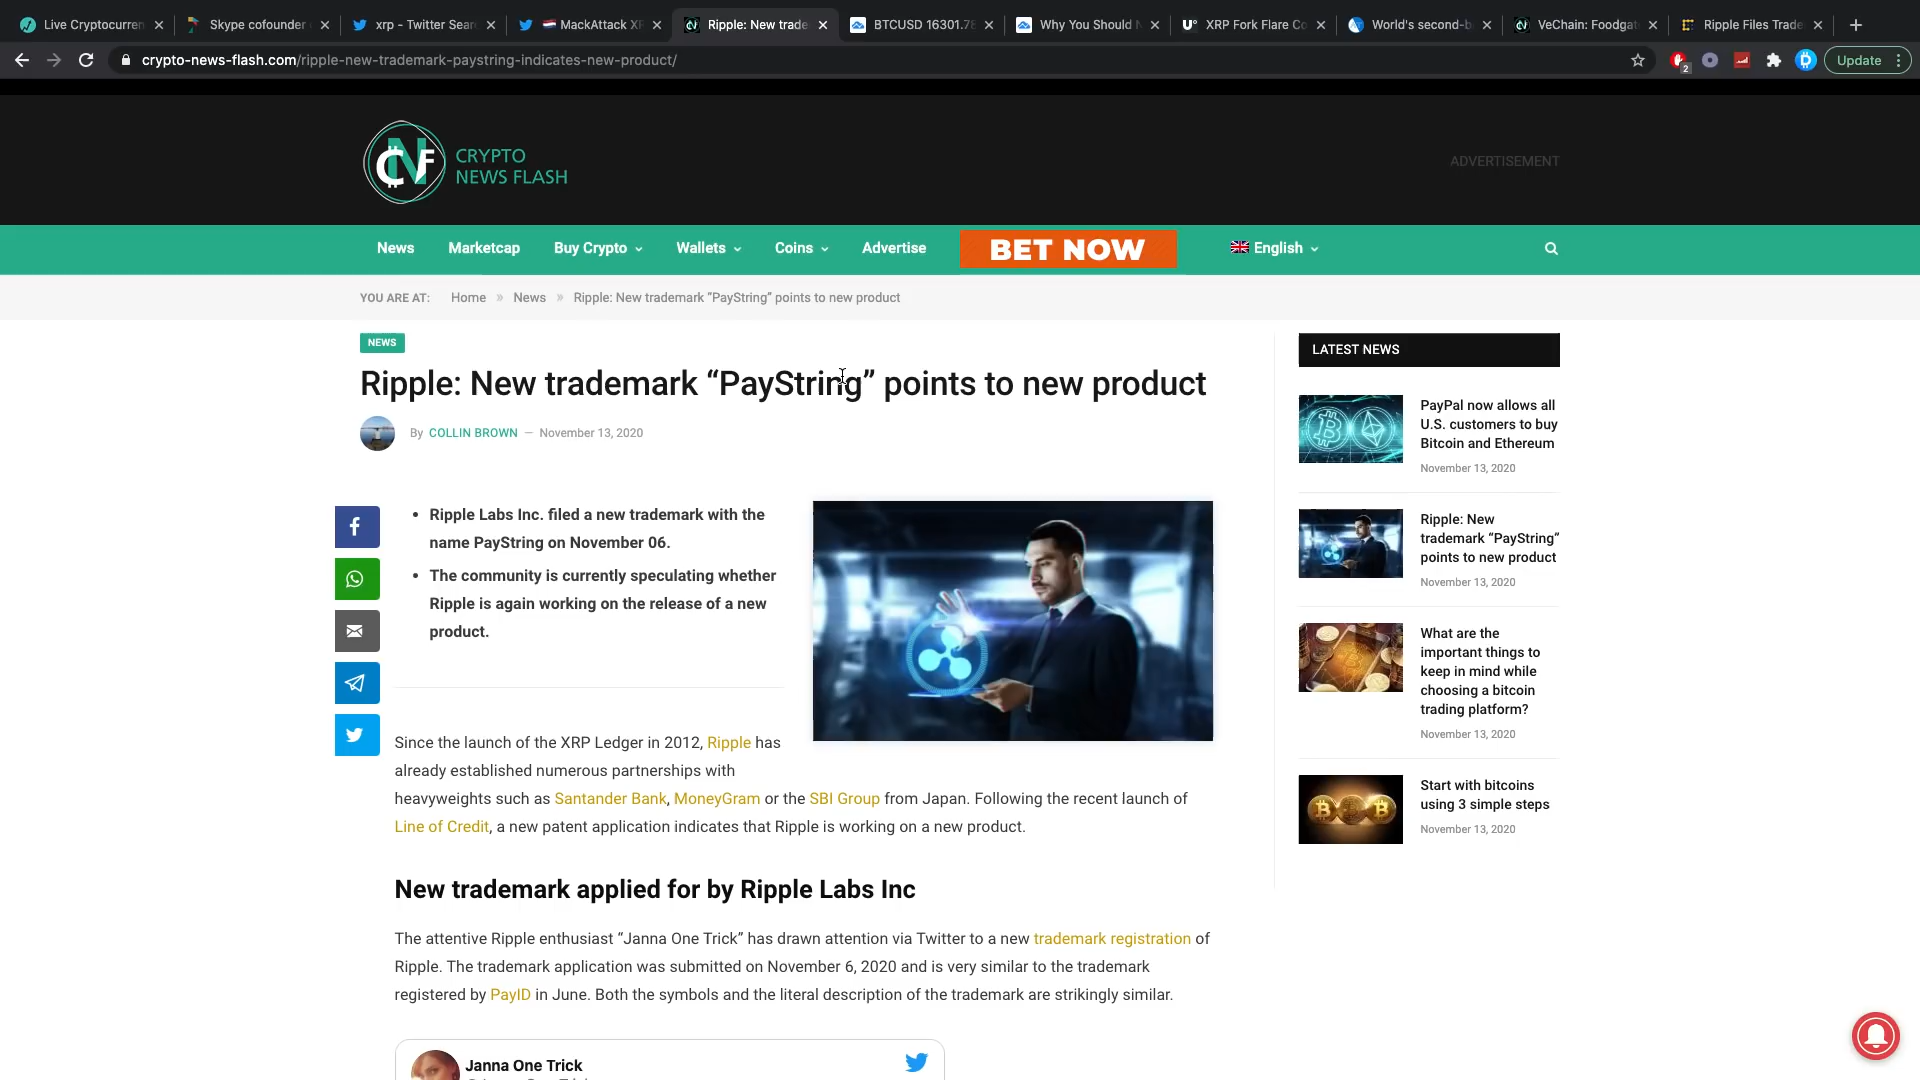 Live Cryptocurren
Skype cofounder
xrp - Twitter Sear
MackAttack XR
Ripple: New trade
BTCUSD 16301.78
Why You Should N
XRP Fork Flare Co
World's second-b
VeChain: Foodgat
Ripple Files Trade
crypto-news-flash.com/ripple-new-trademark-paystring-indicates-new-product/
2
Update
CNF
CRYPTO
NEWS FLASH
ADVERTISEMENT
News
Marketcap
Buy Crypto
Wallets
Coins
Advertise
BET NOW
English
YOU ARE AT: Home » News » Ripple: New trademark “PayString” points to new product
NEWS
Ripple: New trademark “PayString” points to new product
By COLLIN BROWN — November 13, 2020
• Ripple Labs Inc. filed a new trademark with the
name PayString on November 06.
• The community is currently speculating whether
Ripple is again working on the release of a new
product.
Since the launch of the XRP Ledger in 2012, Ripple has
already established numerous partnerships with
heavyweights such as Santander Bank, MoneyGram or the SBI Group from Japan. Following the recent launch of
Line of Credit, a new patent application indicates that Ripple is working on a new product.
New trademark applied for by Ripple Labs Inc
The attentive Ripple enthusiast “Janna One Trick” has drawn attention via Twitter to a new trademark registration of
Ripple. The trademark application was submitted on November 6, 2020 and is very similar to the trademark
registered by PayID in June. Both the symbols and the literal description of the trademark are strikingly similar.
Janna One Trick
LATEST NEWS
PayPal now allows all
U.S. customers to buy
Bitcoin and Ethereum
November 13, 2020
Ripple: New
trademark “PayString”
points to new product
November 13, 2020
What are the
important things to
keep in mind while
choosing a bitcoin
trading platform?
November 13, 2020
Start with bitcoins
using 3 simple steps
November 13, 2020